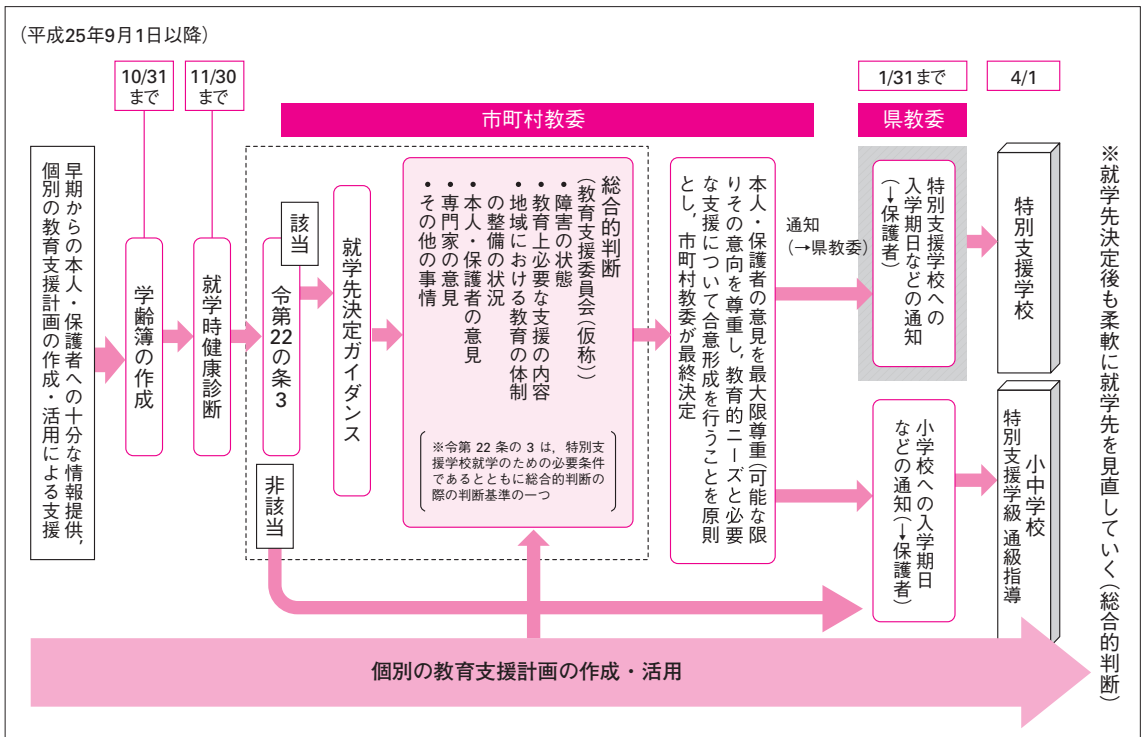 (平成25年9月1日以降)
10/31
まで
11/30
まで
1/31まで
4/1
市町村教委
県教委
早期からの本人・保護者への十分な情報提供,
個別の教育支援計画の作成・活用による支援
学齢簿の作成
就学時健康診断
該当
令第22の条3
非該当
就学先決定ガイダンス
総合的判断
(教育支援委員会(仮称))
・障害の状態
・教育上必要な支援の内容
・地域における教育の体制
の整備の状況
・本人・保護者の意見
・専門家の意見
・その他の事情
※令第 22 条の 3 は,特別支
援学校就学のための必要条件
であるとともに総合的判断の
際の判断基準の一つ
本人・保護者の意見を最大限尊重(可能な限
りその意向を尊重し,教育的ニーズと必要
な支援について合意形成を行うことを原則
とし,市町村教委が最終決定
通知
(→県教委)
特別支援学校への
入学期日などの通知
(→保護者)
特別支援学校
小学校への入学期日
などの通知(→保護者)
小中学校
特別支援学級 通級指導
※就学先決定後も柔軟に就学先を見直していく(総合的判断)
個別の教育支援計画の作成・活用